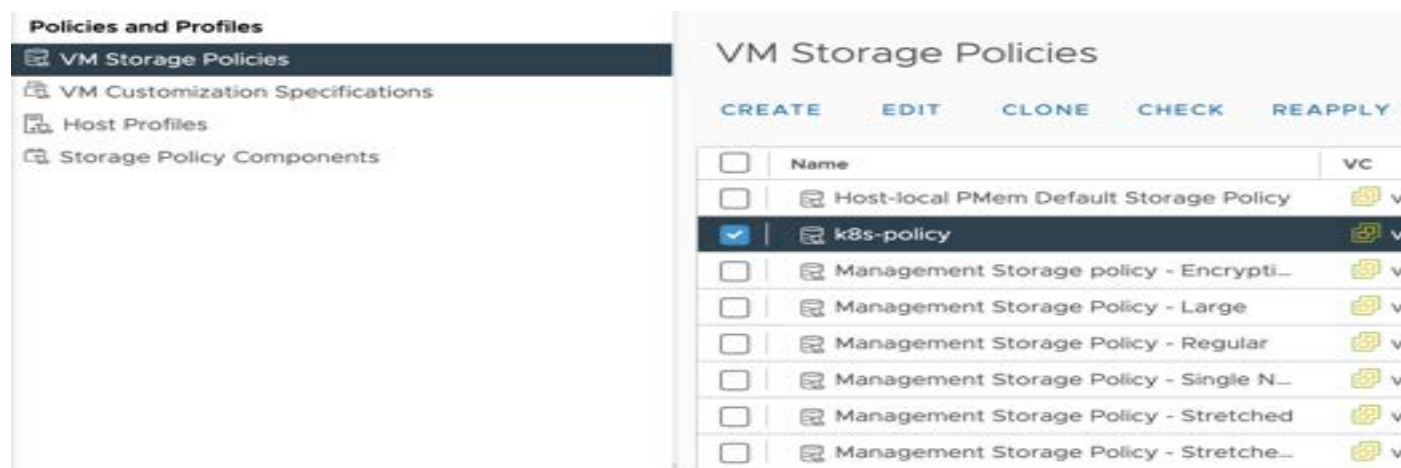 Policies and Profiles
VM Storage Policies
VM Customization Specifications
Host Profiles
Storage Policy Components
VM Storage Policies
CREATE EDIT CLONE CHECK REAPPLY
Name VC
Host-local PMem Default Storage Policy v
k8s-policy v
Management Storage policy - Encrypti... v
Management Storage Policy - Large v
Management Storage Policy - Regular v
Management Storage Policy - Single N... v
Management Storage Policy - Stretched v
Management Storage Policy - Stretche... v